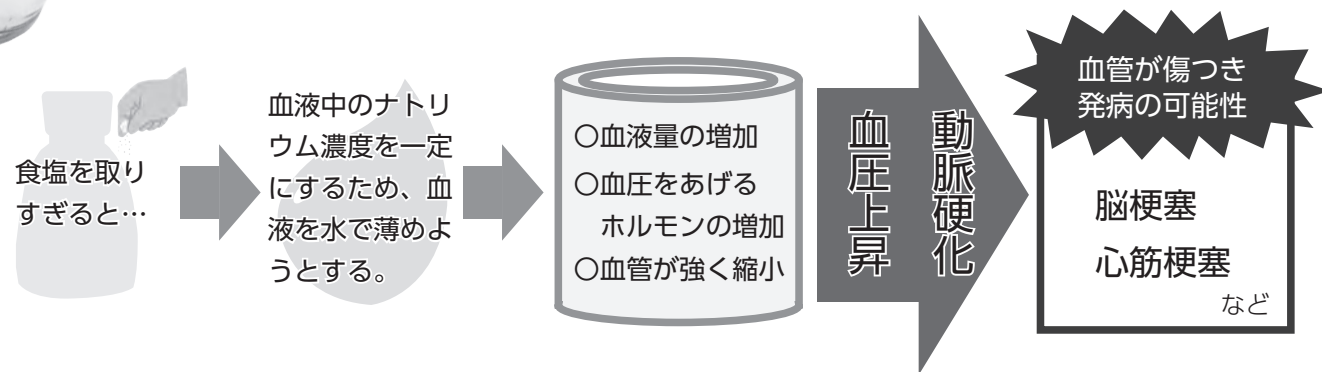 食塩を取り
すぎると…
血液中のナトリ
ウム濃度を一定
にするため、血
液を水で薄めよ
うとする。
○血液量の増加
○血圧をあげる
ホルモンの増加
○血管が強く縮小
血圧上昇
動脈硬化
血管が傷つき
発病の可能性
脳梗塞
心筋梗塞
など